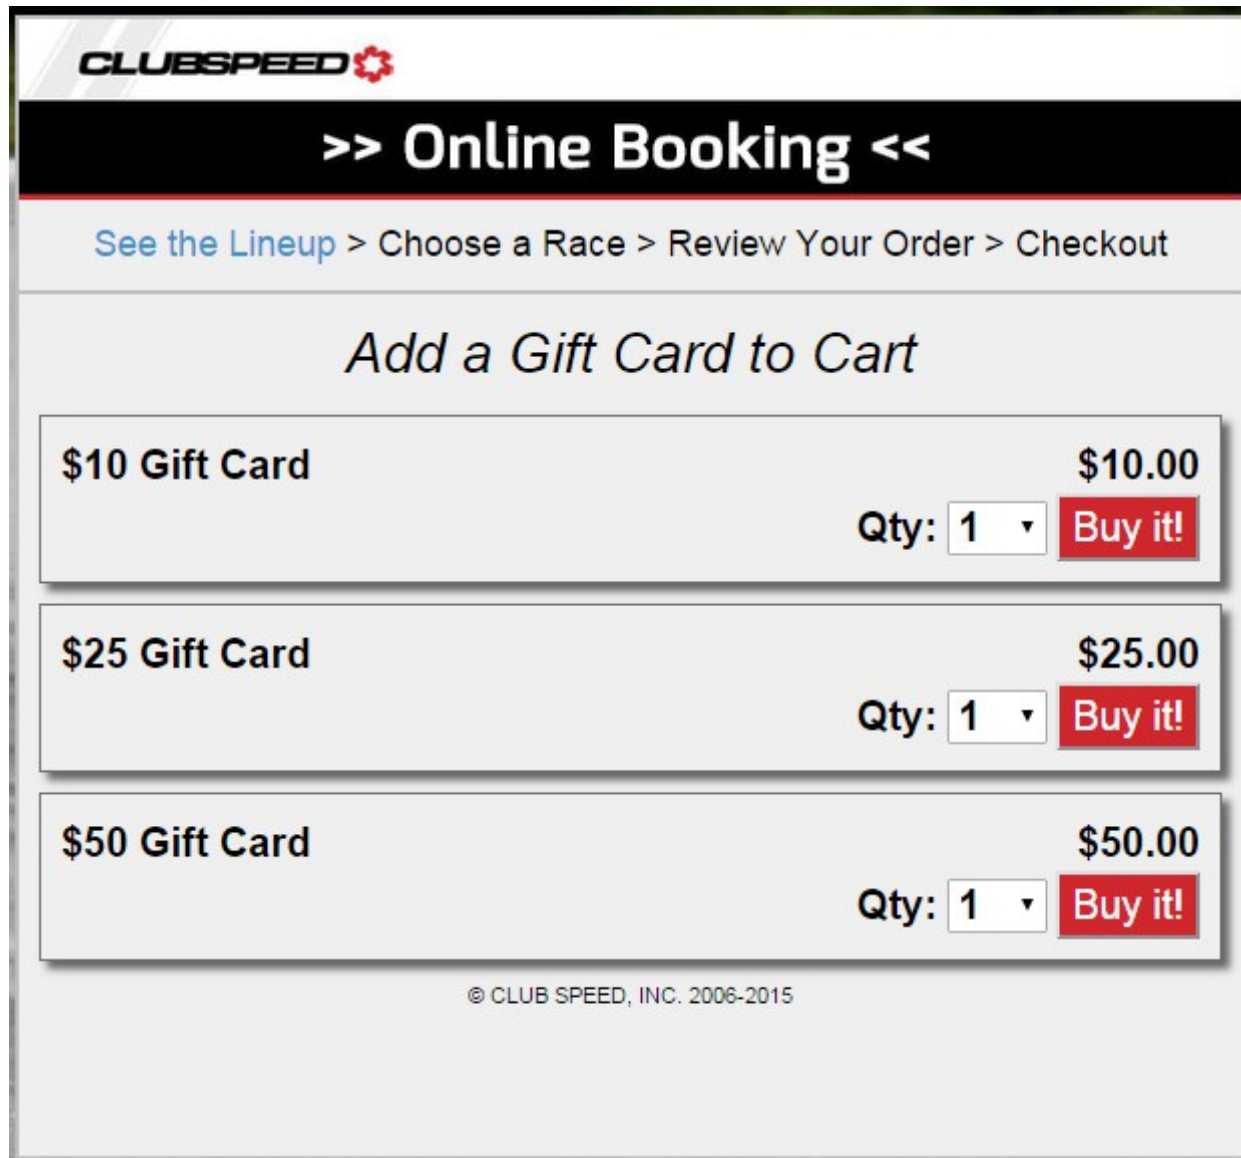 CLUBSPEED
>> Online Booking <<
See the Lineup > Choose a Race > Review Your Order > Checkout
Add a Gift Card to Cart
$10 Gift Card $10.00
Qty: 1 Buy it!
$25 Gift Card $25.00
Qty: 1 Buy it!
$50 Gift Card $50.00
Qty: 1 Buy it!
© CLUB SPEED, INC. 2006-2015